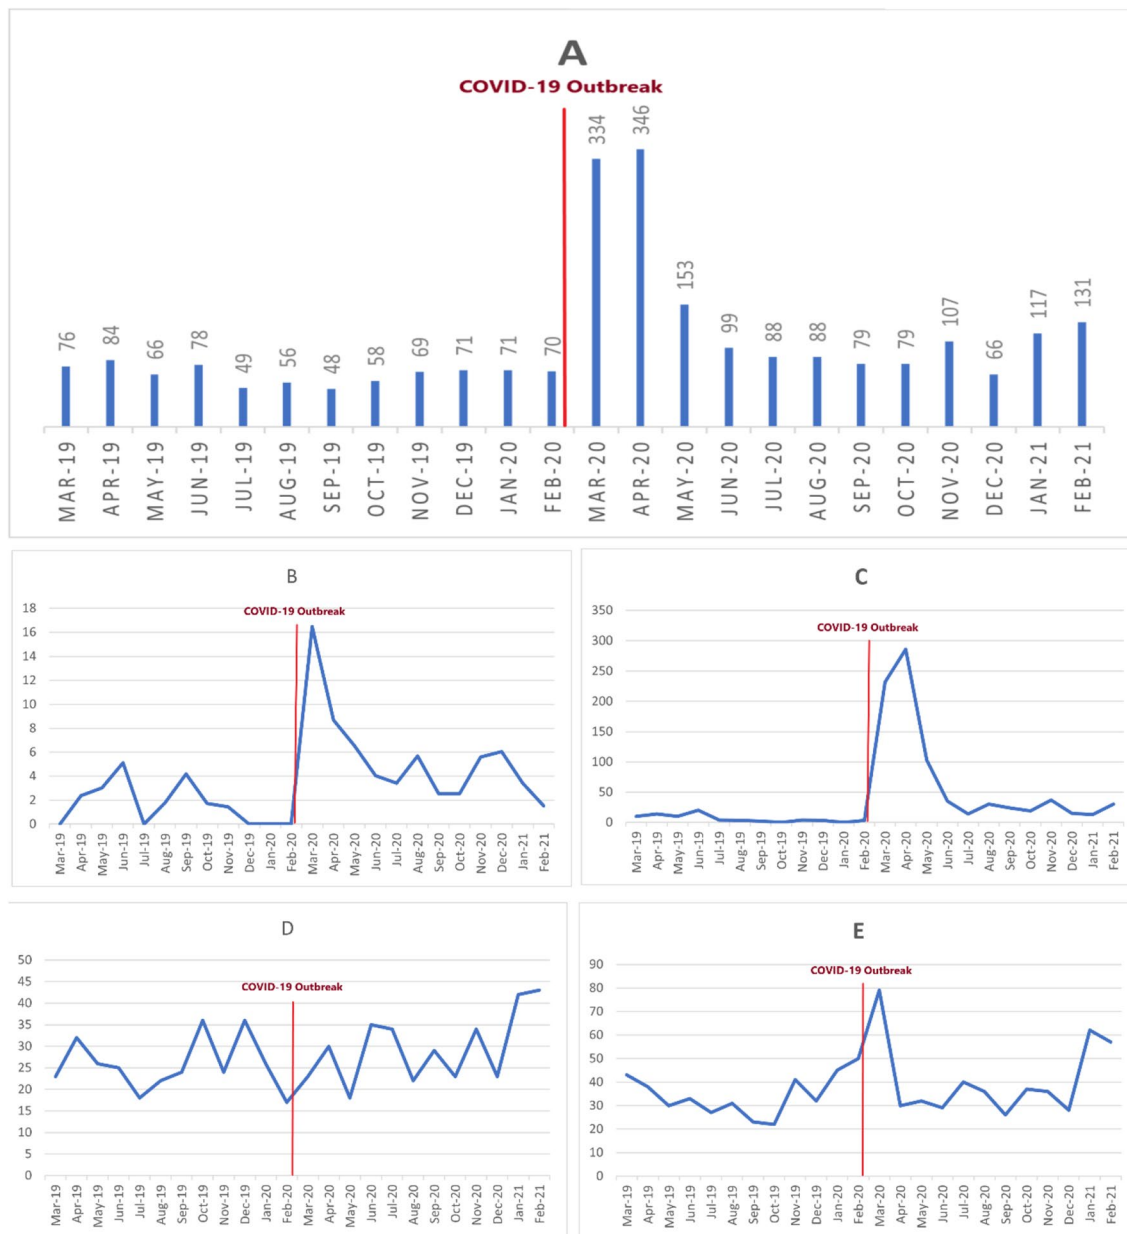 A
COVID-19 Outbreak
76 84 66 78 49 56 48 58 69 71 71 70 334 346 153 99 88 88 79 79 107 66 117 131
MAR-19 APR-19 MAY-19 JUN-19 JUL-19 AUG-19 SEP-19 OCT-19 NOV-19 DEC-19 JAN-20 FEB-20 MAR-20 APR-20 MAY-20 JUN-20 JUL-20 AUG-20 SEP-20 OCT-20 NOV-20 DEC-20 JAN-21 FEB-21
B
COVID-19 Outbreak
18
16
14
12
10
8
6
4
2
0
Mar-19 Apr-19 May-19 Jun-19 Jul-19 Aug-19 Sep-19 Oct-19 Nov-19 Dec-19 Jan-20 Feb-20 Mar-20 Apr-20 May-20 Jun-20 Jul-20 Aug-20 Sep-20 Oct-20 Nov-20 Dec-20 Jan-21 Feb-21
C
COVID-19 Outbreak
350
300
250
200
150
100
50
0
Mar-19 Apr-19 May-19 Jun-19 Jul-19 Aug-19 Sep-19 Oct-19 Nov-19 Dec-19 Jan-20 Feb-20 Mar-20 Apr-20 May-20 Jun-20 Jul-20 Aug-20 Sep-20 Oct-20 Nov-20 Dec-20 Jan-21 Feb-21
D
COVID-19 Outbreak
50
45
40
35
30
25
20
15
10
5
0
Mar-19 Apr-19 May-19 Jun-19 Jul-19 Aug-19 Sep-19 Oct-19 Nov-19 Dec-19 Jan-20 Feb-20 Mar-20 Apr-20 May-20 Jun-20 Jul-20 Aug-20 Sep-20 Oct-20 Nov-20 Dec-20 Jan-21 Feb-21
E
COVID-19 Outbreak
90
80
70
60
50
40
30
20
10
0
Mar-19 Apr-19 May-19 Jun-19 Jul-19 Aug-19 Sep-19 Oct-19 Nov-19 Dec-19 Jan-20 Feb-20 Mar-20 Apr-20 May-20 Jun-20 Jul-20 Aug-20 Sep-20 Oct-20 Nov-20 Dec-20 Jan-21 Feb-21